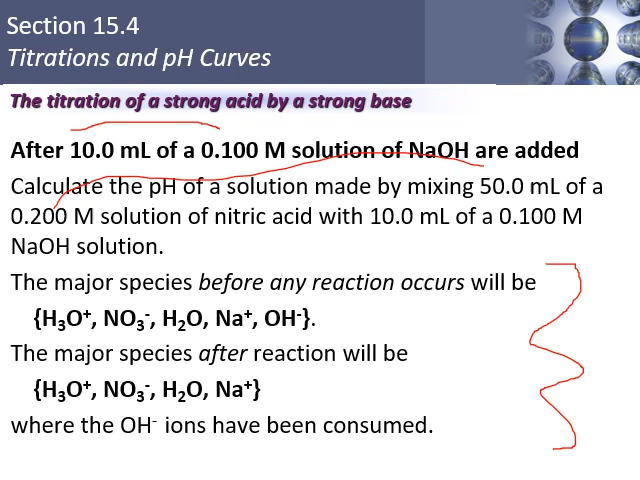 Section 15.4
Titrations and pH Curves
The titration of a strong acid by a strong base
After 10.0 mL of a 0.100 M solution of NaOH are added
Calculate the pH of a solution made by mixing 50.0 mL of a
0.200 M solution of nitric acid with 10.0 mL of a 0.100 M
NaOH solution.
The major species before any reaction occurs will be
{H₃O⁺, NO₃⁻, H₂O, Na⁺, OH⁻}.
The major species after reaction will be
{H₃O⁺, NO₃⁻, H₂O, Na⁺}
where the OH⁻ ions have been consumed.